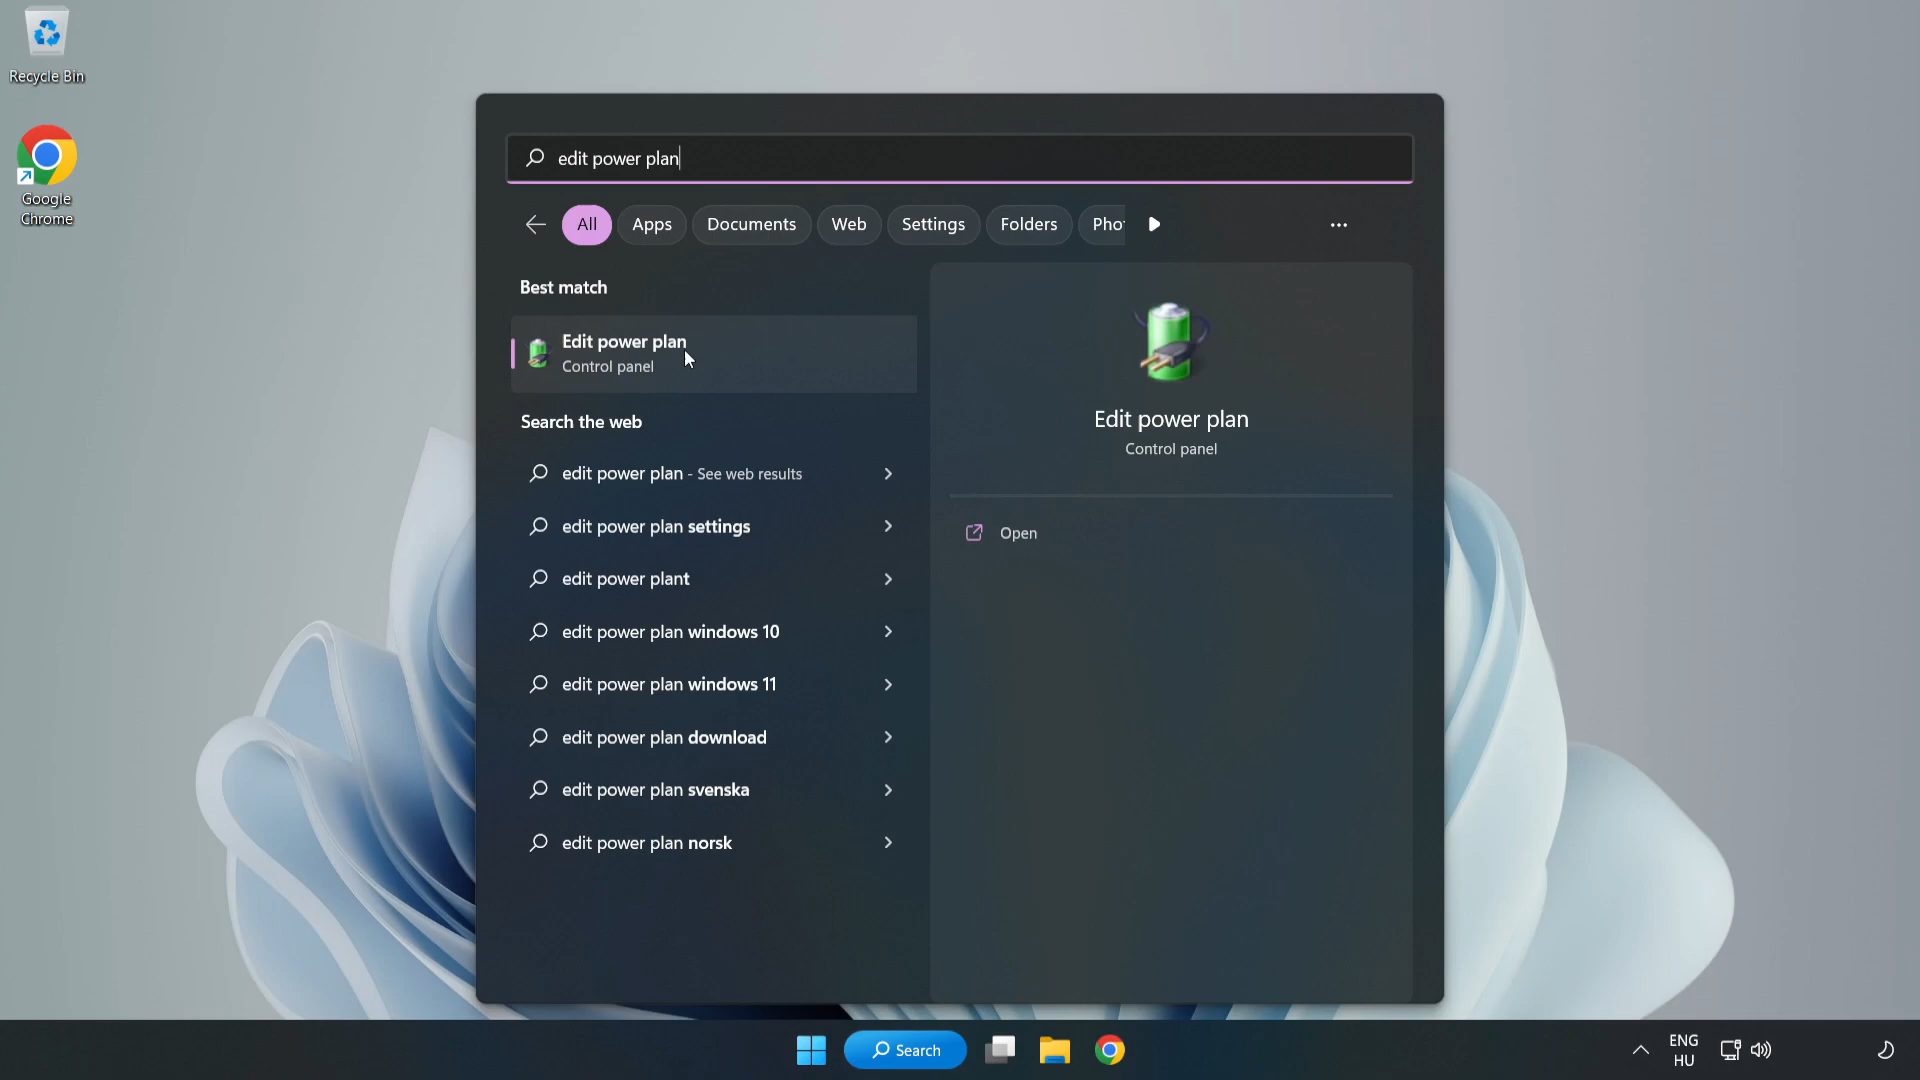 Recycle Bin
Google
Chrome
edit power plan
All
Apps
Documents
Web
Settings
Folders
Best match
Edit power plan
Control panel
Search the web
edit power plan - See web results
edit power plan settings
edit power plant
edit power plan windows 10
edit power plan windows 11
edit power plan download
edit power plan svenska
edit power plan norsk
Edit power plan
Control panel
Open
Search
ENG
HU